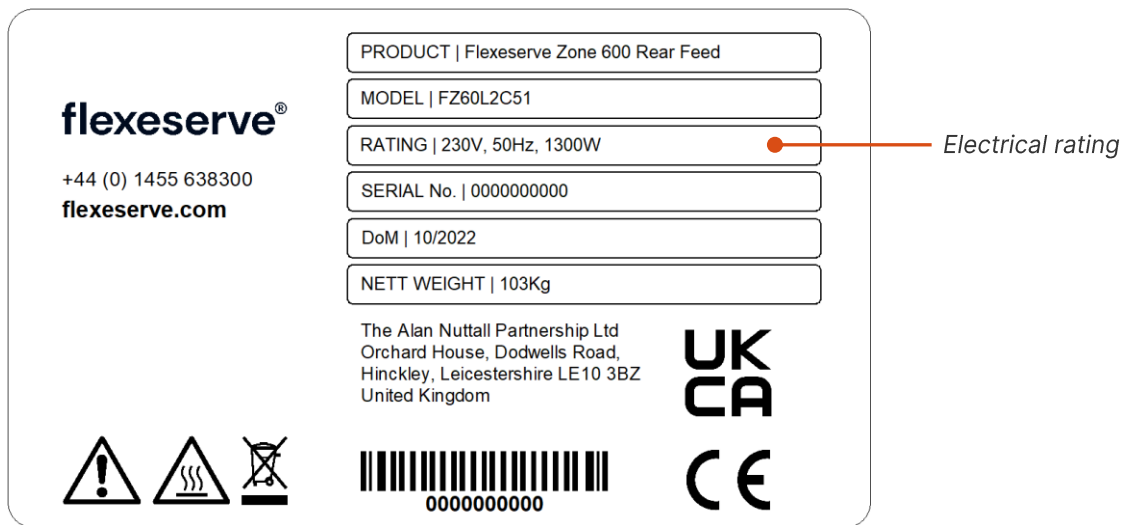 flexeserve®
+44 (0) 1455 638300
flexeserve.com
PRODUCT | Flexeserve Zone 600 Rear Feed
MODEL | FZ60L2C51
RATING | 230V, 50Hz, 1300W
Electrical rating
SERIAL No. | 0000000000
DoM | 10/2022
NETT WEIGHT | 103Kg
The Alan Nuttall Partnership Ltd
Orchard House, Dodwells Road,
Hinckley, Leicestershire LE10 3BZ
United Kingdom
UK
CA
0000000000
CE